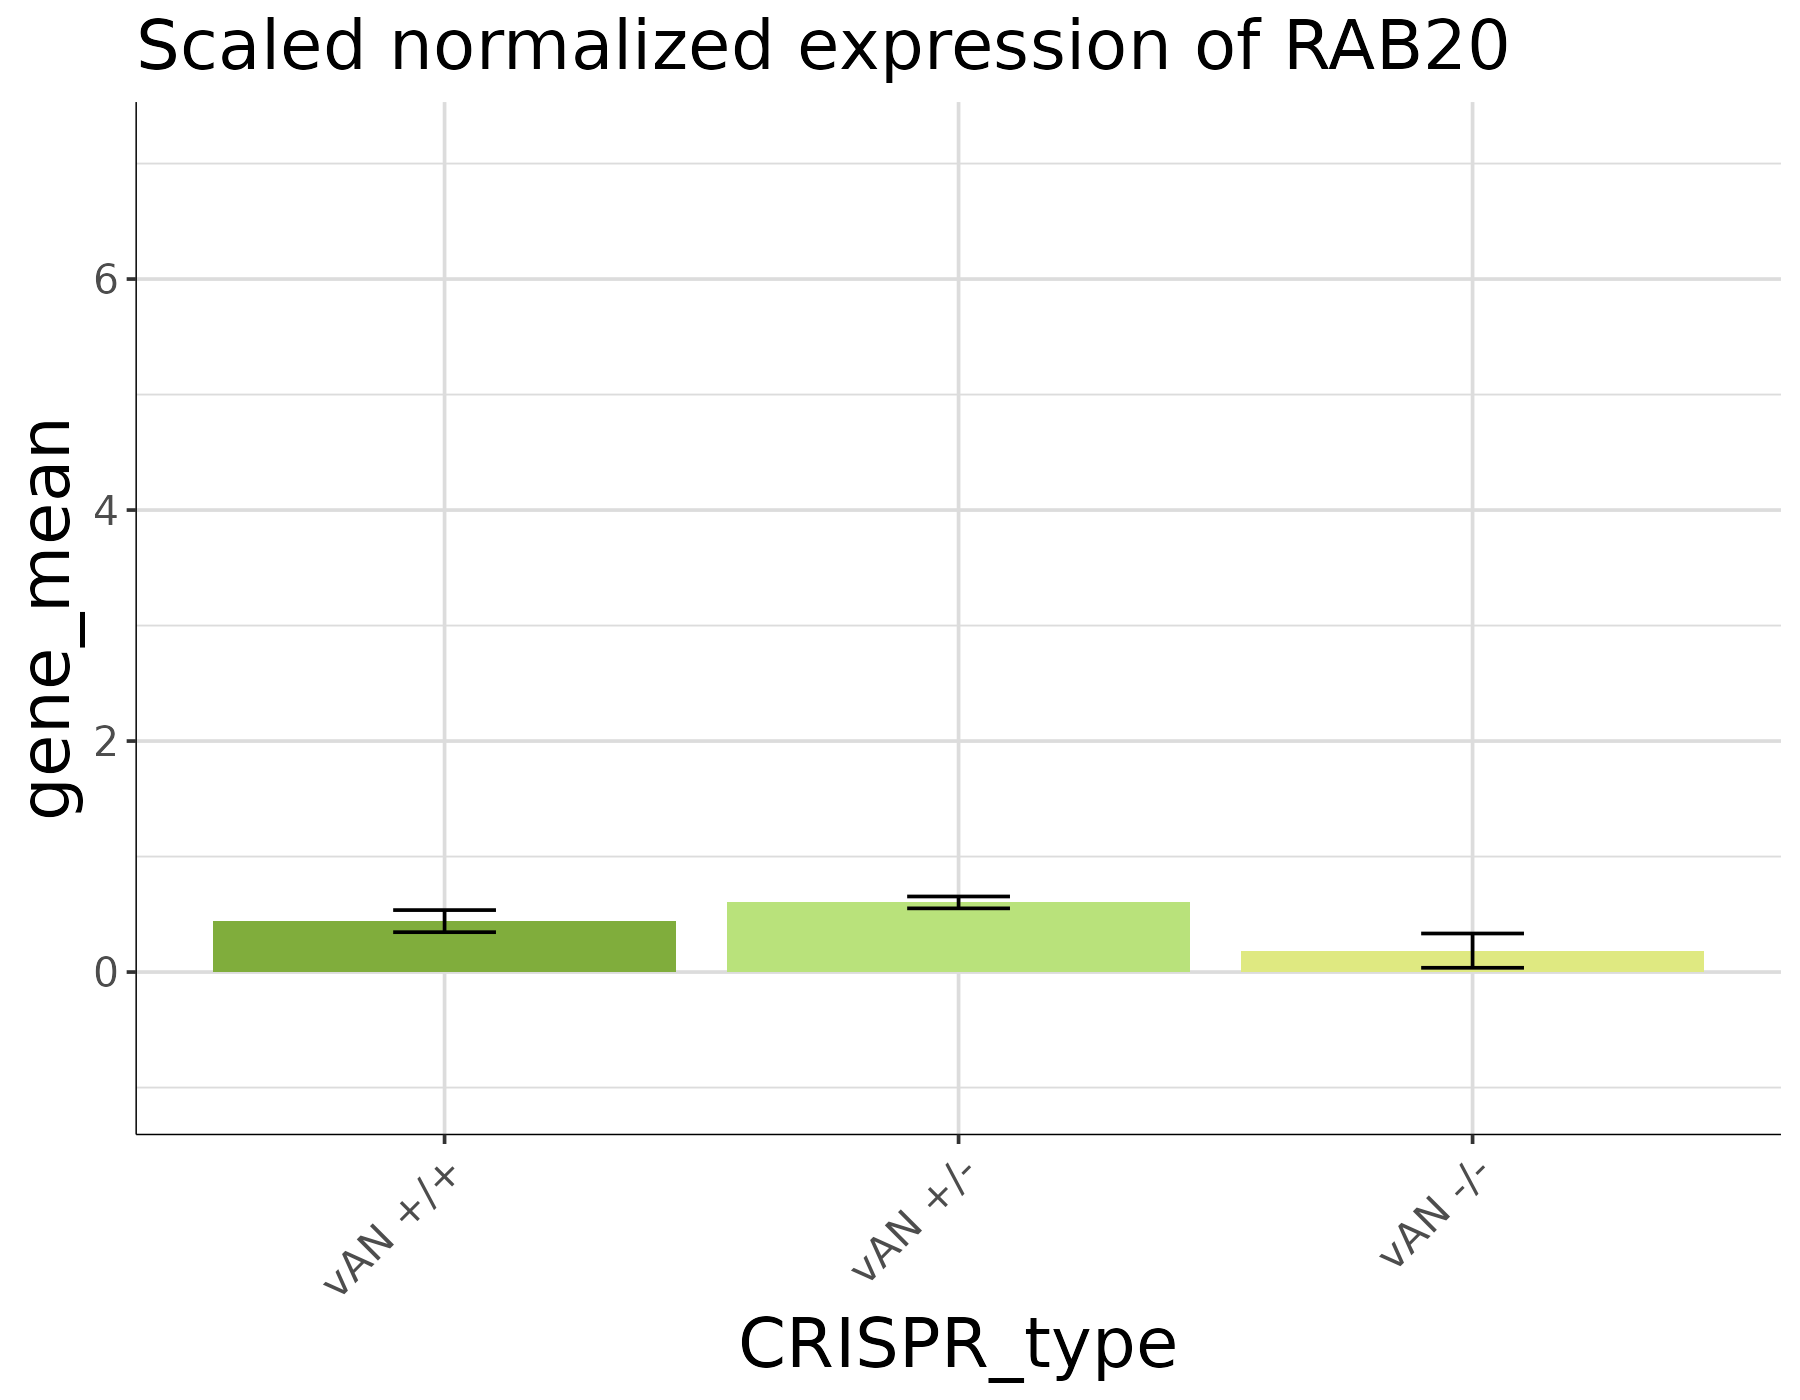 Scaled normalized expression of RAB20
gene_mean
6
4
2
0
vAN +/+
vAN +/-
vAN -/-
CRISPR_type